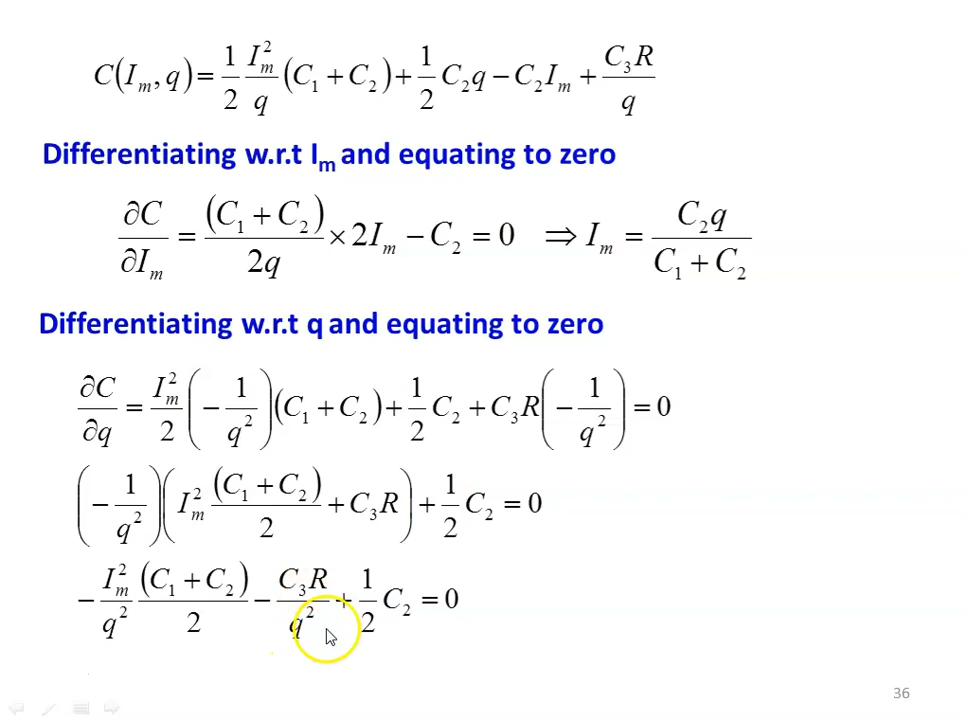 C(I_m, q) = 1/2 I_m^2/q (C_1 + C_2) + 1/2 C_2 q − C_2 I_m + C_3 R/q
Differentiating w.r.t I_m and equating to zero
∂C/∂I_m = (C_1 + C_2)/2q × 2I_m − C_2 = 0 ⇒ I_m = C_2 q/(C_1 + C_2)
Differentiating w.r.t q and equating to zero
∂C/∂q = I_m^2/2 (− 1/q^2)(C_1 + C_2) + 1/2 C_2 + C_3 R(− 1/q^2) = 0
(− 1/q^2)(I_m^2 (C_1 + C_2)/2 + C_3 R) + 1/2 C_2 = 0
− I_m^2/q^2 (C_1 + C_2)/2 − C_3 R/q^2 + 1/2 C_2 = 0
36